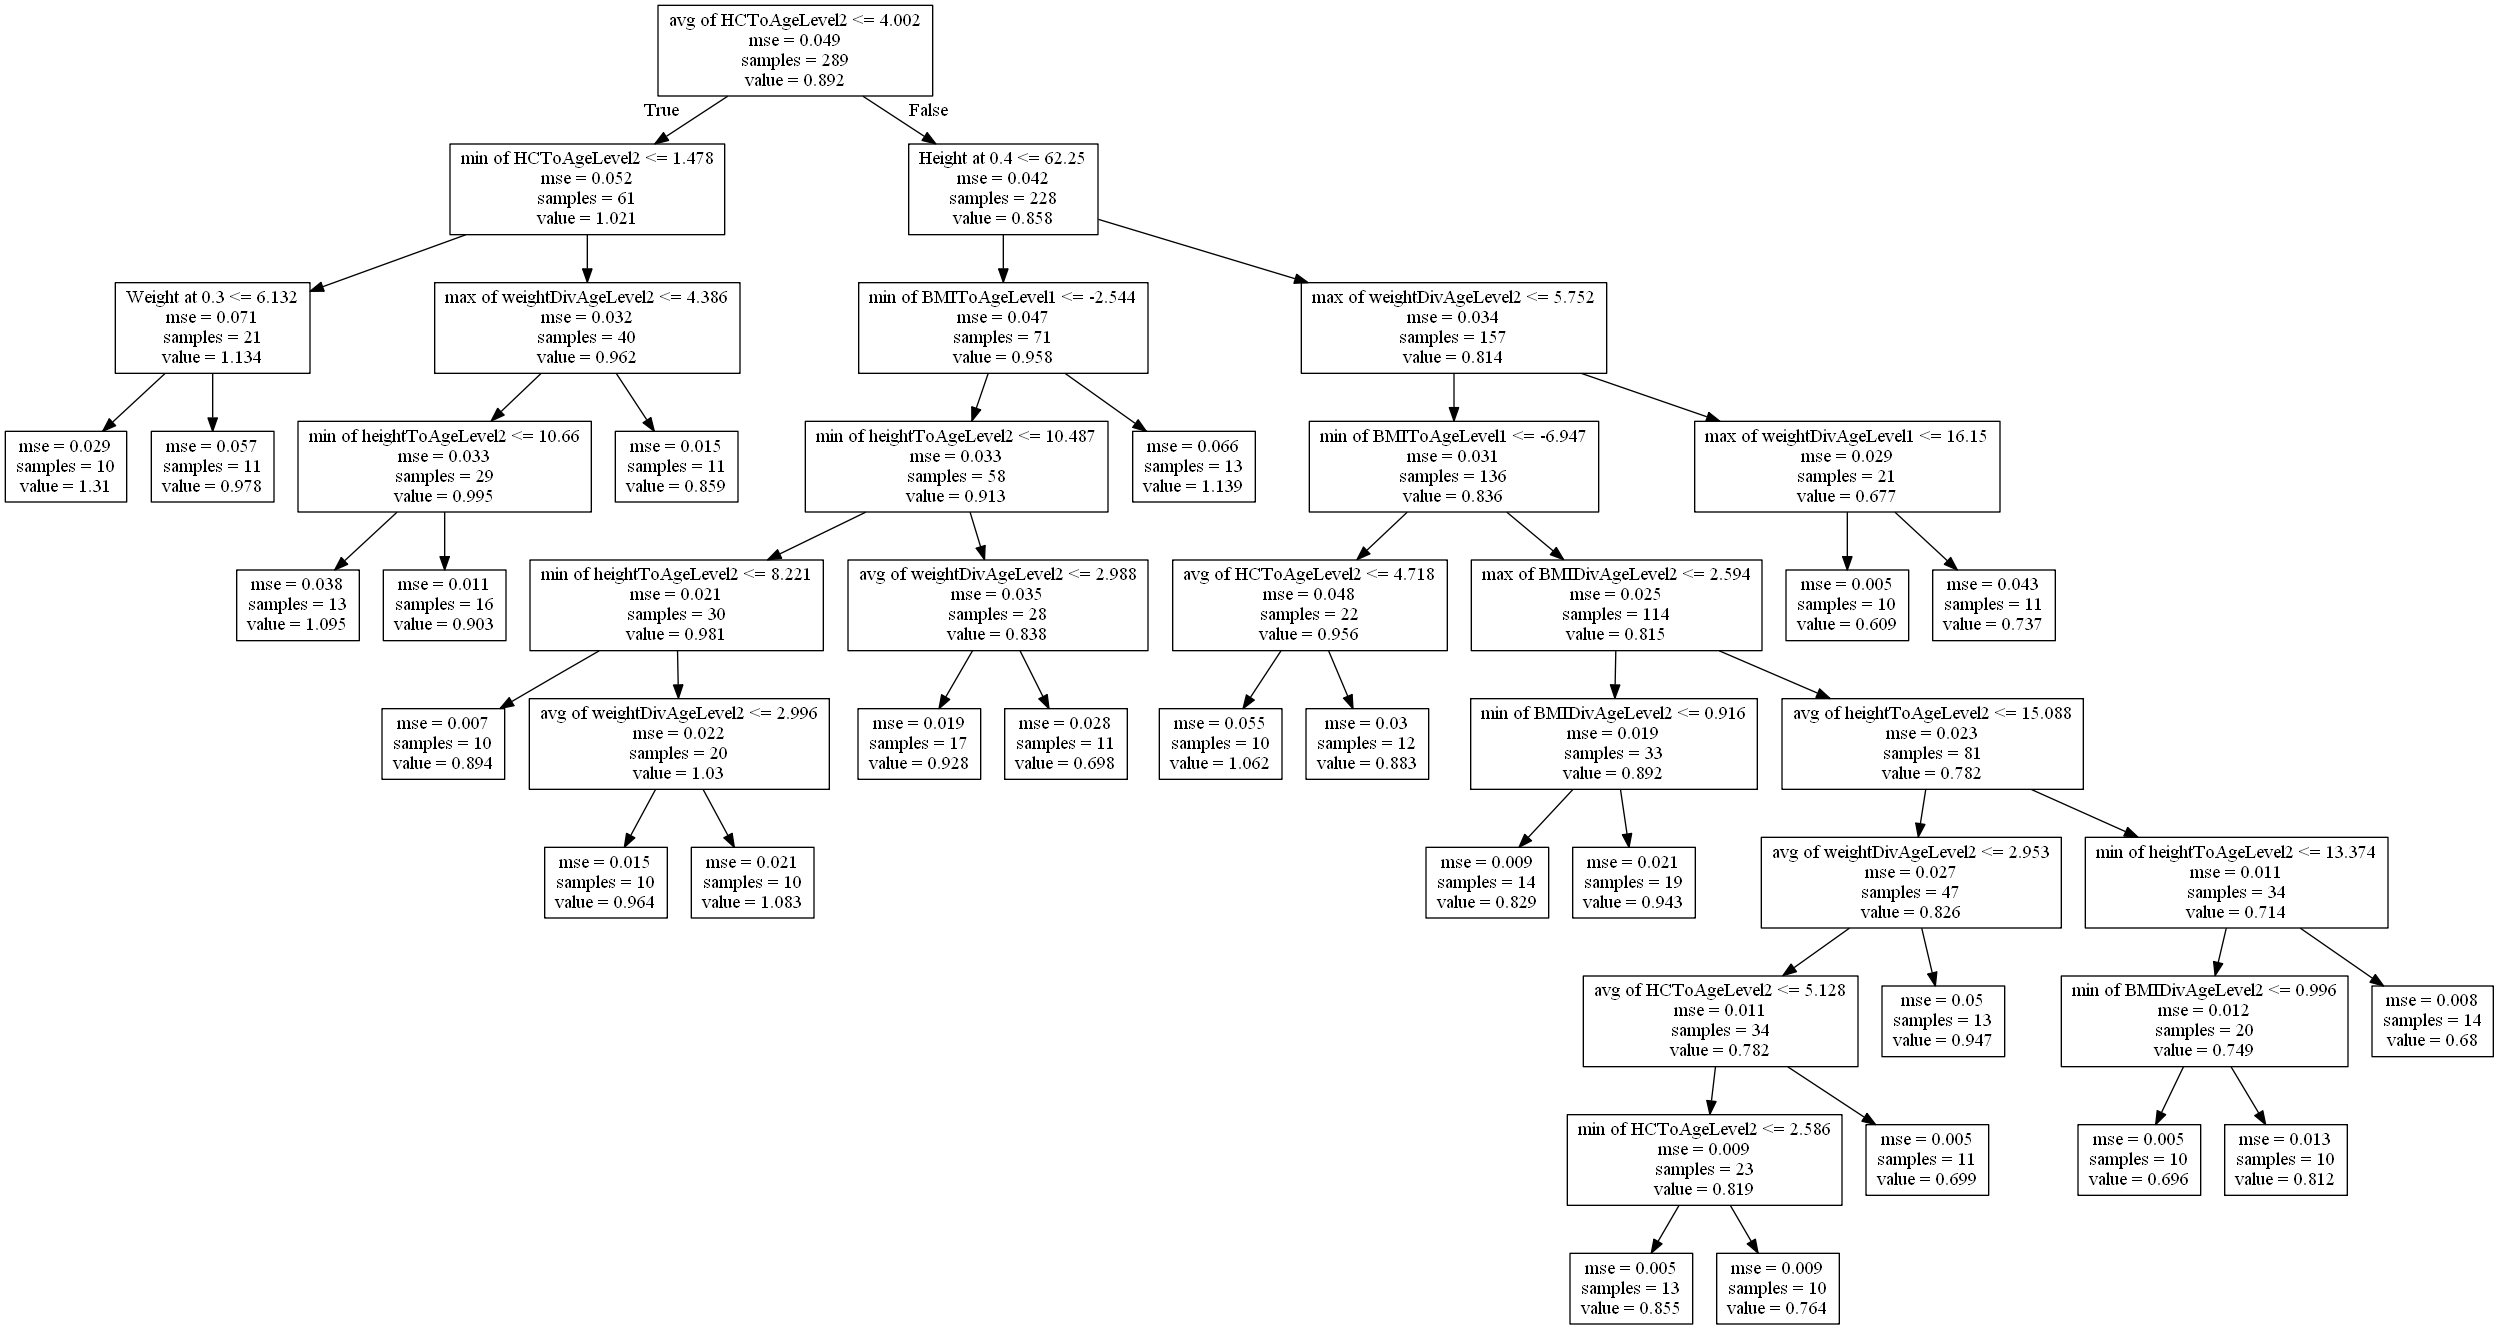 avg of HCToAgeLevel2 <= 4.002
mse = 0.049
samples = 289
value = 0.892
True
False
min of HCToAgeLevel2 <= 1.478
mse = 0.052
samples = 61
value = 1.021
Height at 0.4 <= 62.25
mse = 0.042
samples = 228
value = 0.858
Weight at 0.3 <= 6.132
mse = 0.071
samples = 21
value = 1.134
max of weightDivAgeLevel2 <= 4.386
mse = 0.032
samples = 40
value = 0.962
min of BMIToAgeLevel1 <= -2.544
mse = 0.047
samples = 71
value = 0.958
max of weightDivAgeLevel2 <= 5.752
mse = 0.034
samples = 157
value = 0.814
mse = 0.029
samples = 10
value = 1.31
mse = 0.057
samples = 11
value = 0.978
min of heightToAgeLevel2 <= 10.66
mse = 0.033
samples = 29
value = 0.995
mse = 0.015
samples = 11
value = 0.859
min of heightToAgeLevel2 <= 10.487
mse = 0.033
samples = 58
value = 0.913
mse = 0.066
samples = 13
value = 1.139
min of BMIToAgeLevel1 <= -6.947
mse = 0.031
samples = 136
value = 0.836
max of weightDivAgeLevel1 <= 16.15
mse = 0.029
samples = 21
value = 0.677
mse = 0.038
samples = 13
value = 1.095
mse = 0.011
samples = 16
value = 0.903
min of heightToAgeLevel2 <= 8.221
mse = 0.021
samples = 30
value = 0.981
avg of weightDivAgeLevel2 <= 2.988
mse = 0.035
samples = 28
value = 0.838
avg of HCToAgeLevel2 <= 4.718
mse = 0.048
samples = 22
value = 0.956
max of BMIDivAgeLevel2 <= 2.594
mse = 0.025
samples = 114
value = 0.815
mse = 0.005
samples = 10
value = 0.609
mse = 0.043
samples = 11
value = 0.737
mse = 0.007
samples = 10
value = 0.894
avg of weightDivAgeLevel2 <= 2.996
mse = 0.022
samples = 20
value = 1.03
mse = 0.019
samples = 17
value = 0.928
mse = 0.028
samples = 11
value = 0.698
mse = 0.055
samples = 10
value = 1.062
mse = 0.03
samples = 12
value = 0.883
min of BMIDivAgeLevel2 <= 0.916
mse = 0.019
samples = 33
value = 0.892
avg of heightToAgeLevel2 <= 15.088
mse = 0.023
samples = 81
value = 0.782
mse = 0.015
samples = 10
value = 0.964
mse = 0.021
samples = 10
value = 1.083
mse = 0.009
samples = 14
value = 0.829
mse = 0.021
samples = 19
value = 0.943
avg of weightDivAgeLevel2 <= 2.953
mse = 0.027
samples = 47
value = 0.826
min of heightToAgeLevel2 <= 13.374
mse = 0.011
samples = 34
value = 0.714
avg of HCToAgeLevel2 <= 5.128
mse = 0.011
samples = 34
value = 0.782
mse = 0.05
samples = 13
value = 0.947
min of BMIDivAgeLevel2 <= 0.996
mse = 0.012
samples = 20
value = 0.749
mse = 0.008
samples = 14
value = 0.68
min of HCToAgeLevel2 <= 2.586
mse = 0.009
samples = 23
value = 0.819
mse = 0.005
samples = 11
value = 0.699
mse = 0.005
samples = 10
value = 0.696
mse = 0.013
samples = 10
value = 0.812
mse = 0.005
samples = 13
value = 0.855
mse = 0.009
samples = 10
value = 0.764